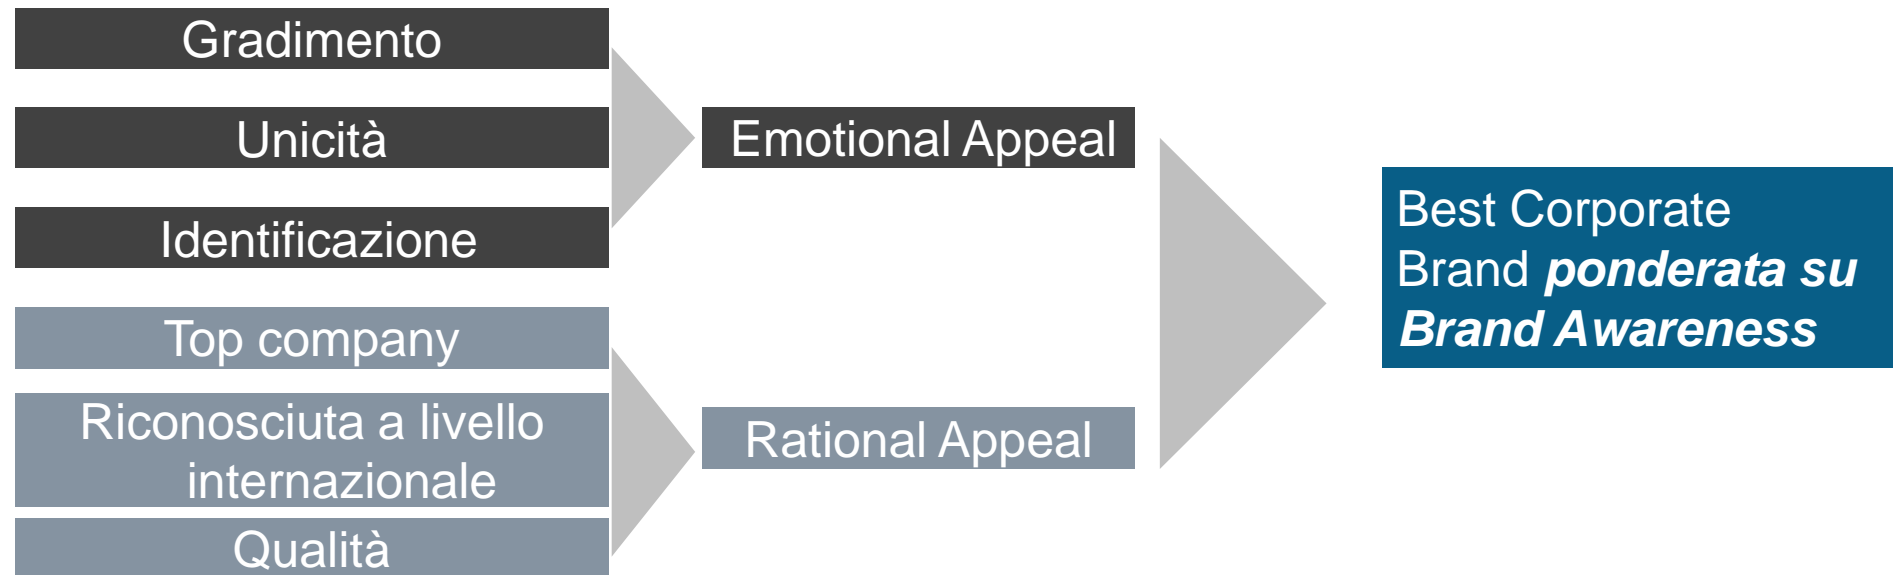 Gradimento
Unicità
Identificazione
Top company
Riconosciuta a livello
internazionale
Qualità
Emotional Appeal
Rational Appeal
Best Corporate
Brand ponderata su
Brand Awareness